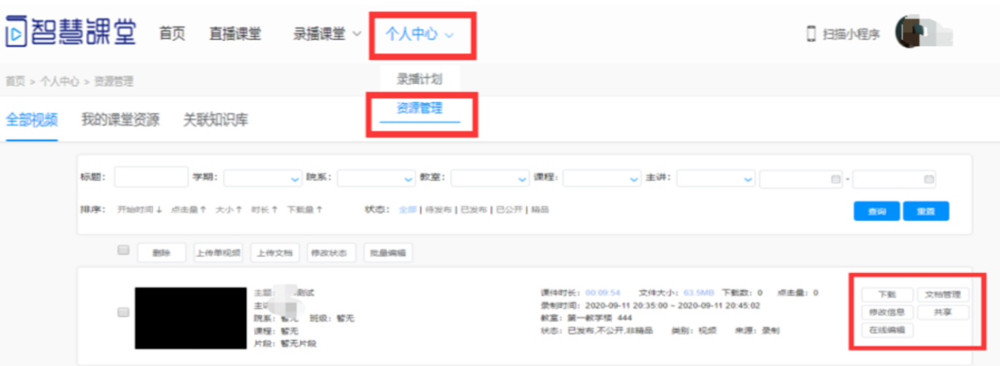 智慧課堂 首页 直播课堂 录播课堂 个人中心 扫描小程序
首页 > 个人中心 > 资源管理
录播计划
资源管理
全部视频 我的课堂资源 关联知识库
标题: 学期: 院系: 教室: 课程: 主讲: -
排序: 开始时间↓ 点击量↑ 大小↑ 时长↑ 下载量↑ 状态: 全部|待发布|已发布|已公开|精品 查询 重置
删除 上传单视频 上传文档 修改状态 批量编辑
主题: 测试 课件时长: 00:09:54 文件大小: 63.5MB 下载数: 0 点击量: 0 下载 文档管理
主讲 录制时间: 2020-09-11 20:35:00 ~ 2020-09-11 20:45:02
院系: 暂无 班级: 暂无 教室: 第一教学楼 444 修改信息 共享
课程: 暂无 状态: 已发布,不公开,非精品 类别: 视频 来源: 录制 在线编辑
片段: 暂无片段